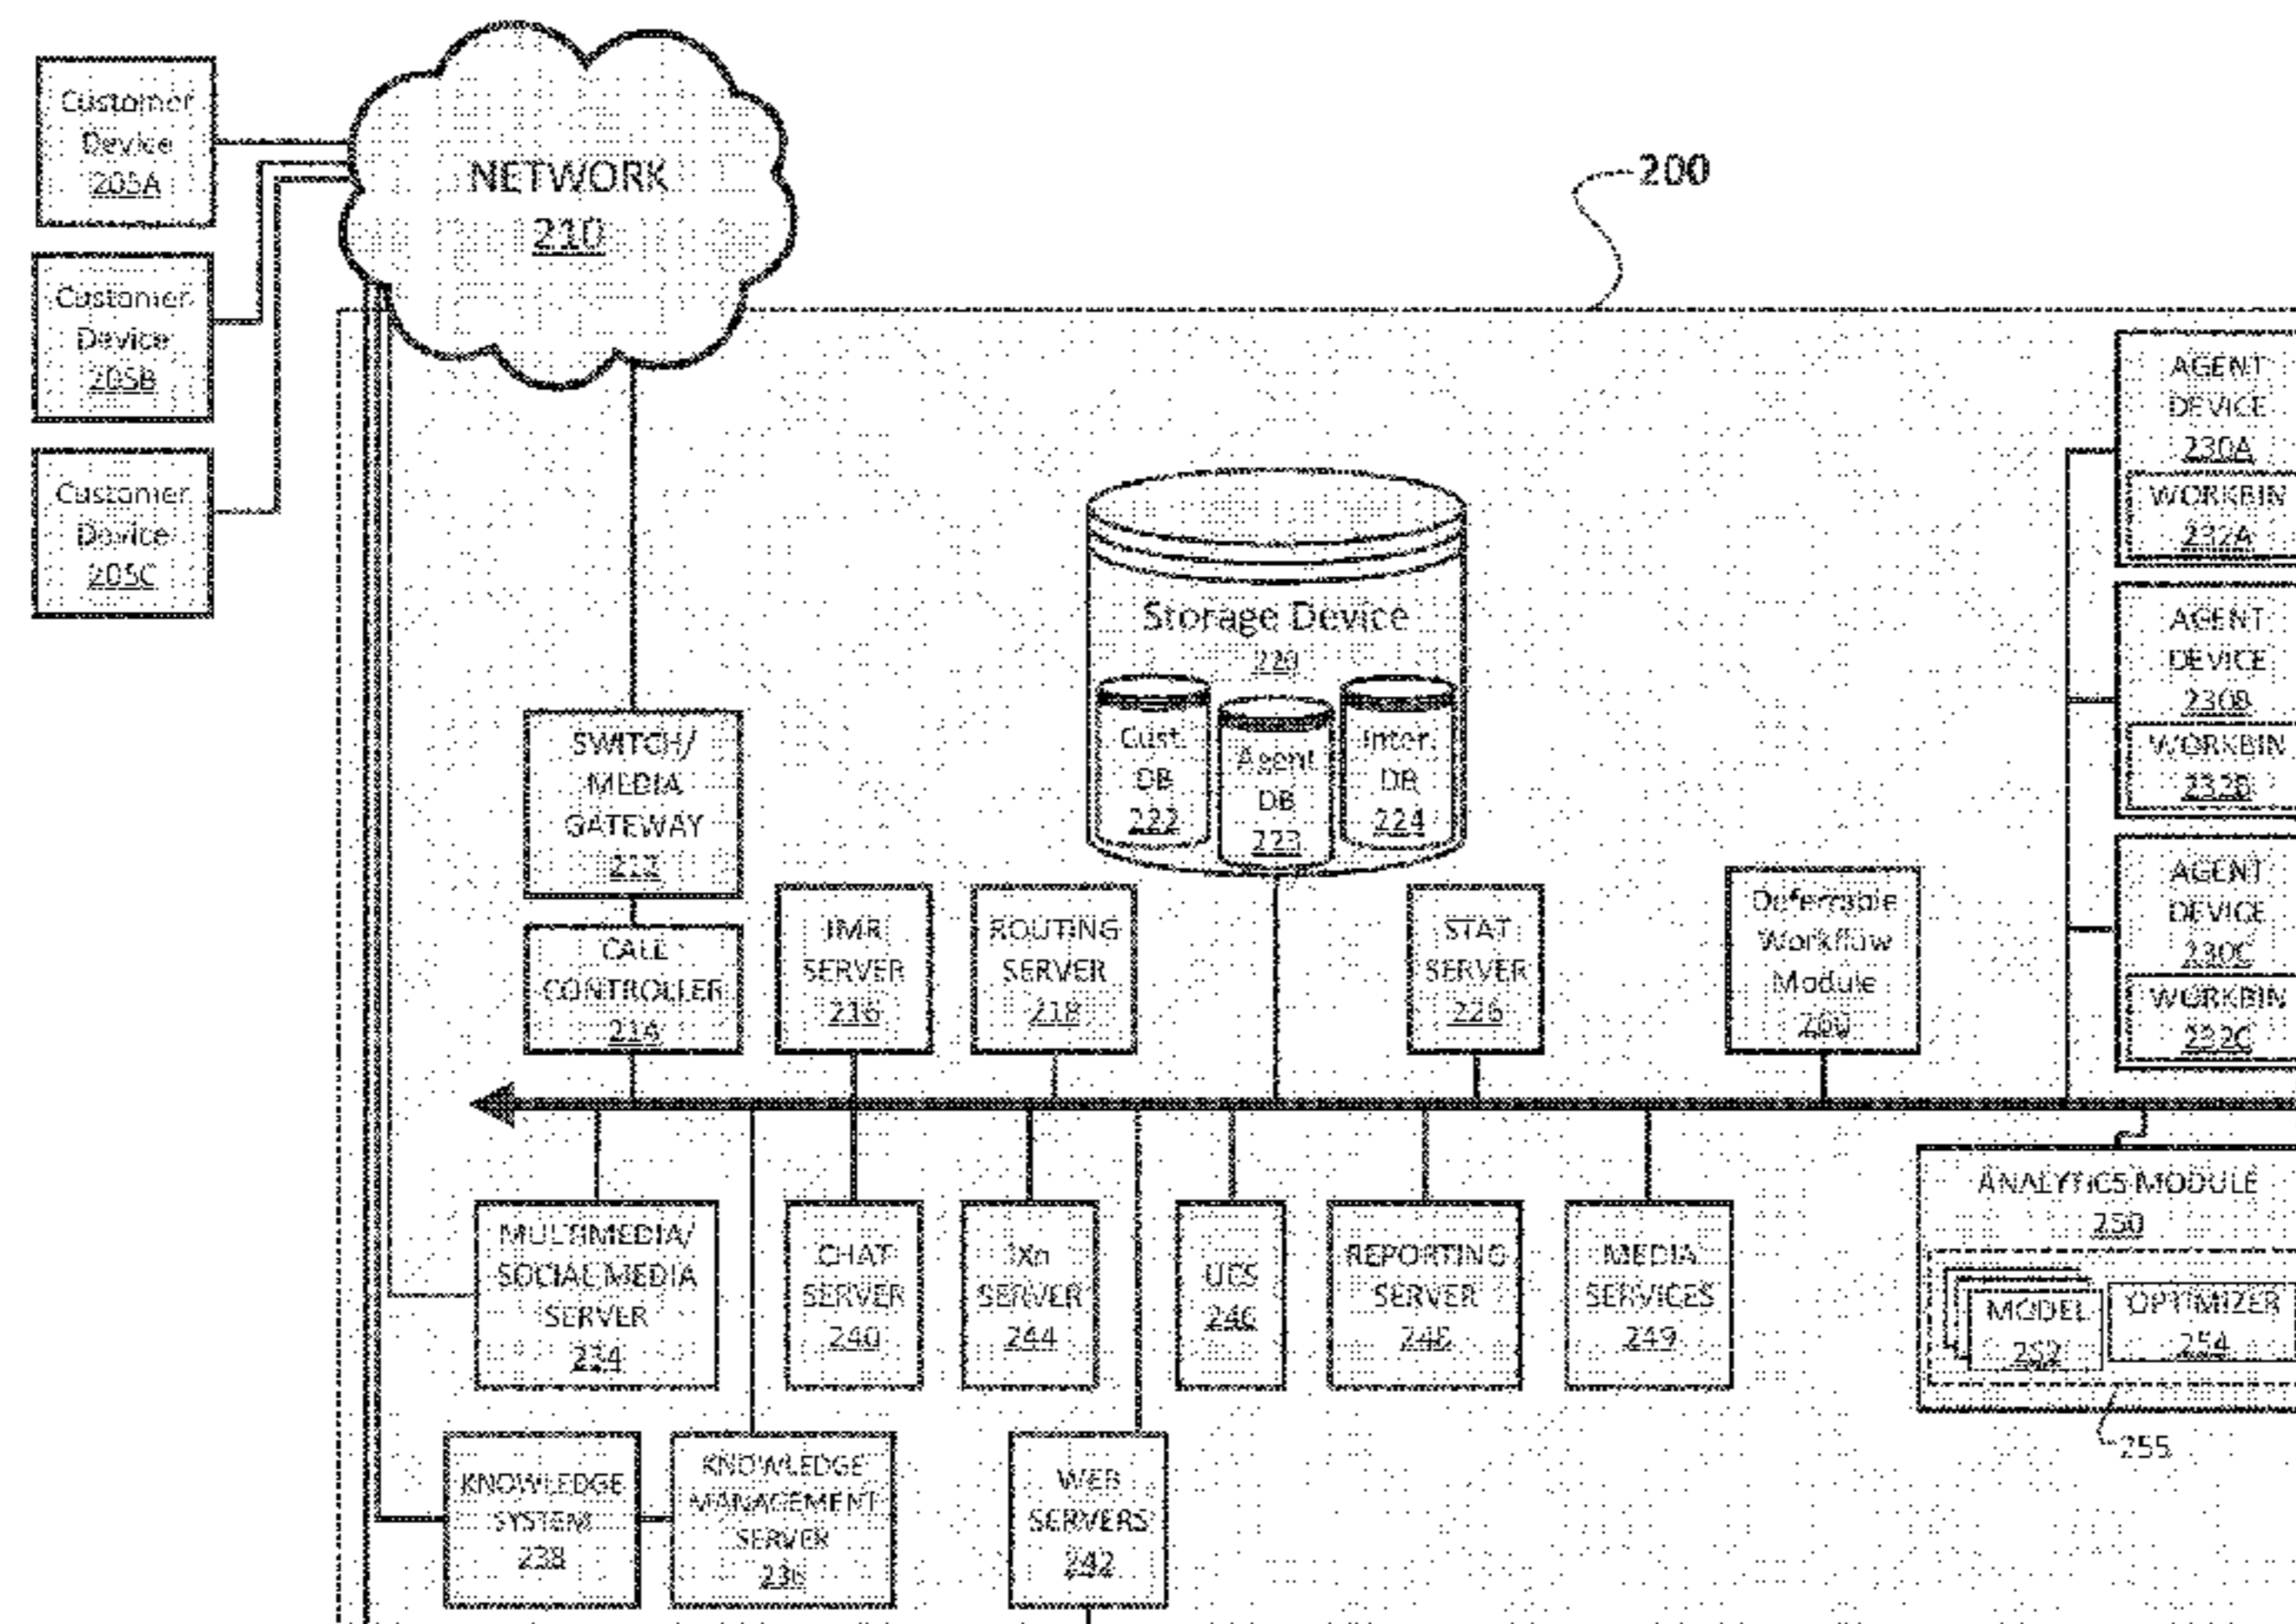 Customer
Device
205A
Customer
Device
205B
Customer
Device
205C
NETWORK
210
200
AGENT
DEVICE
230A
WORKBIN
232A
AGENT
DEVICE
230B
WORKBIN
232B
AGENT
DEVICE
230C
WORKBIN
232C
Storage Device
220
Cust.
DB
222
Agent
DB
223
Inter.
DB
224
SWITCH/
MEDIA
GATEWAY
212
CALL
CONTROLLER
214
IMR
SERVER
216
ROUTING
SERVER
218
STAT
SERVER
226
Deferrable
Workflow
Module
260
MULTIMEDIA/
SOCIAL MEDIA
SERVER
234
CHAT
SERVER
240
iXn
SERVER
244
UCS
246
REPORTING
SERVER
248
MEDIA
SERVICES
249
ANALYTICS MODULE
250
MODEL
252
OPTIMIZER
254
255
KNOWLEDGE
SYSTEM
238
KNOWLEDGE
MANAGEMENT
SERVER
236
WEB
SERVERS
242